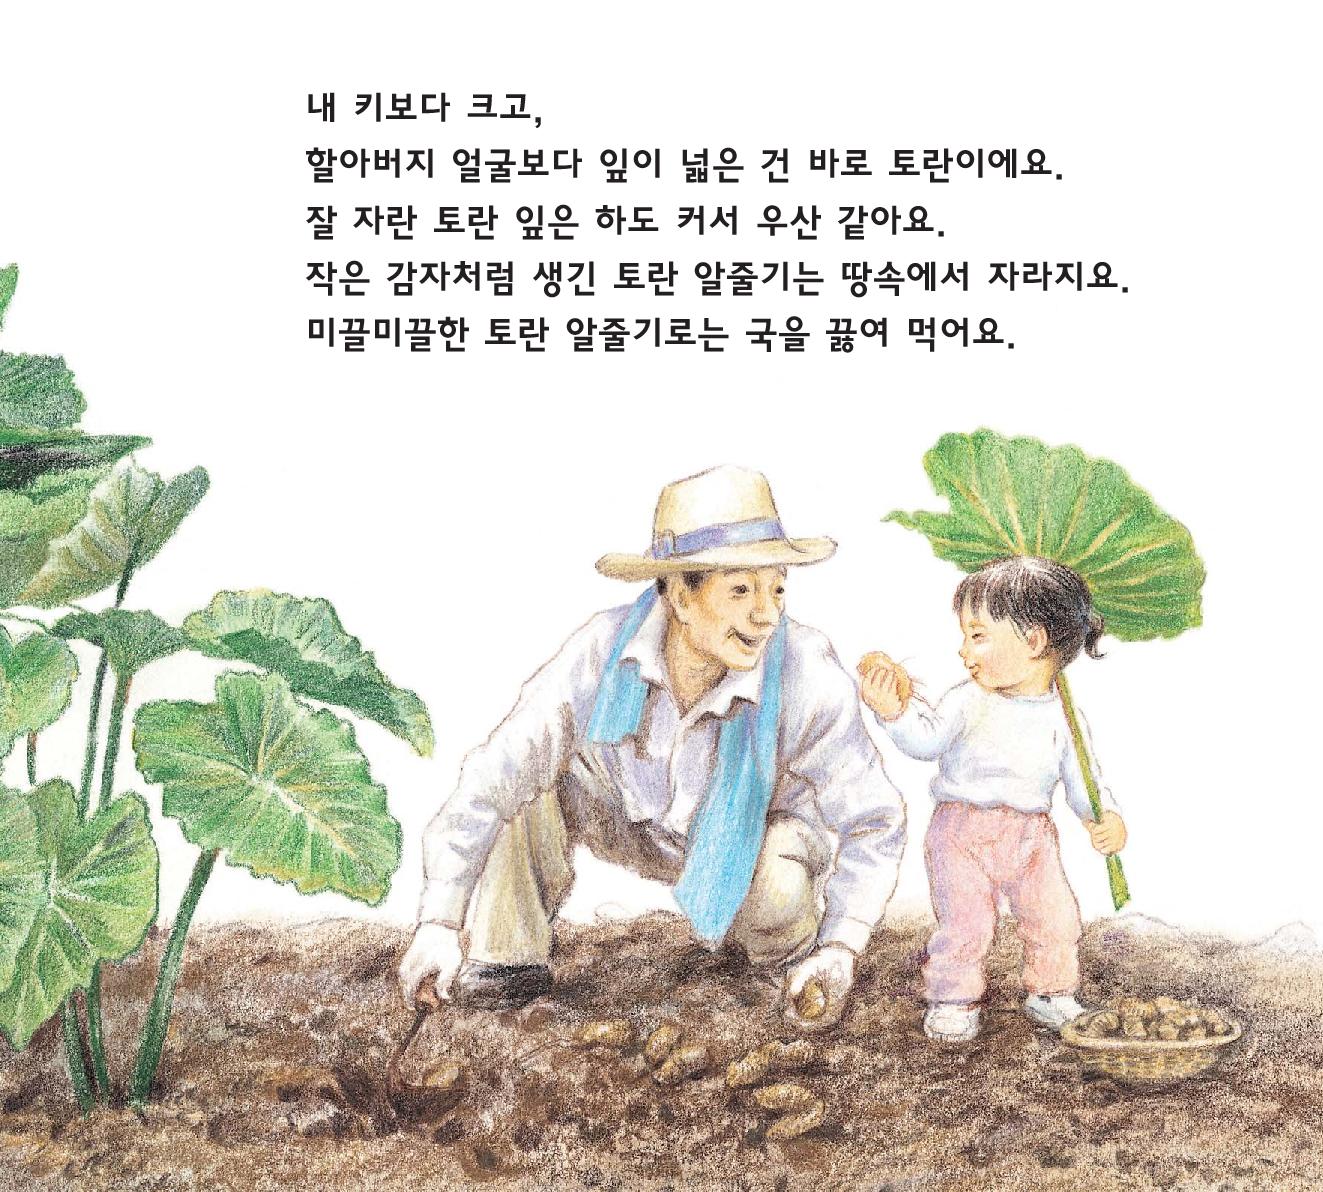 내 키보다 크고,
할아버지 얼굴보다 잎이 넓은 건 바로 토란이에요.
잘 자란 토란 잎은 하도 커서 우산 같아요.
작은 감자처럼 생긴 토란 알줄기는 땅속에서 자라지요.
미끌미끌한 토란 알줄기로는 국을 끓여 먹어요.